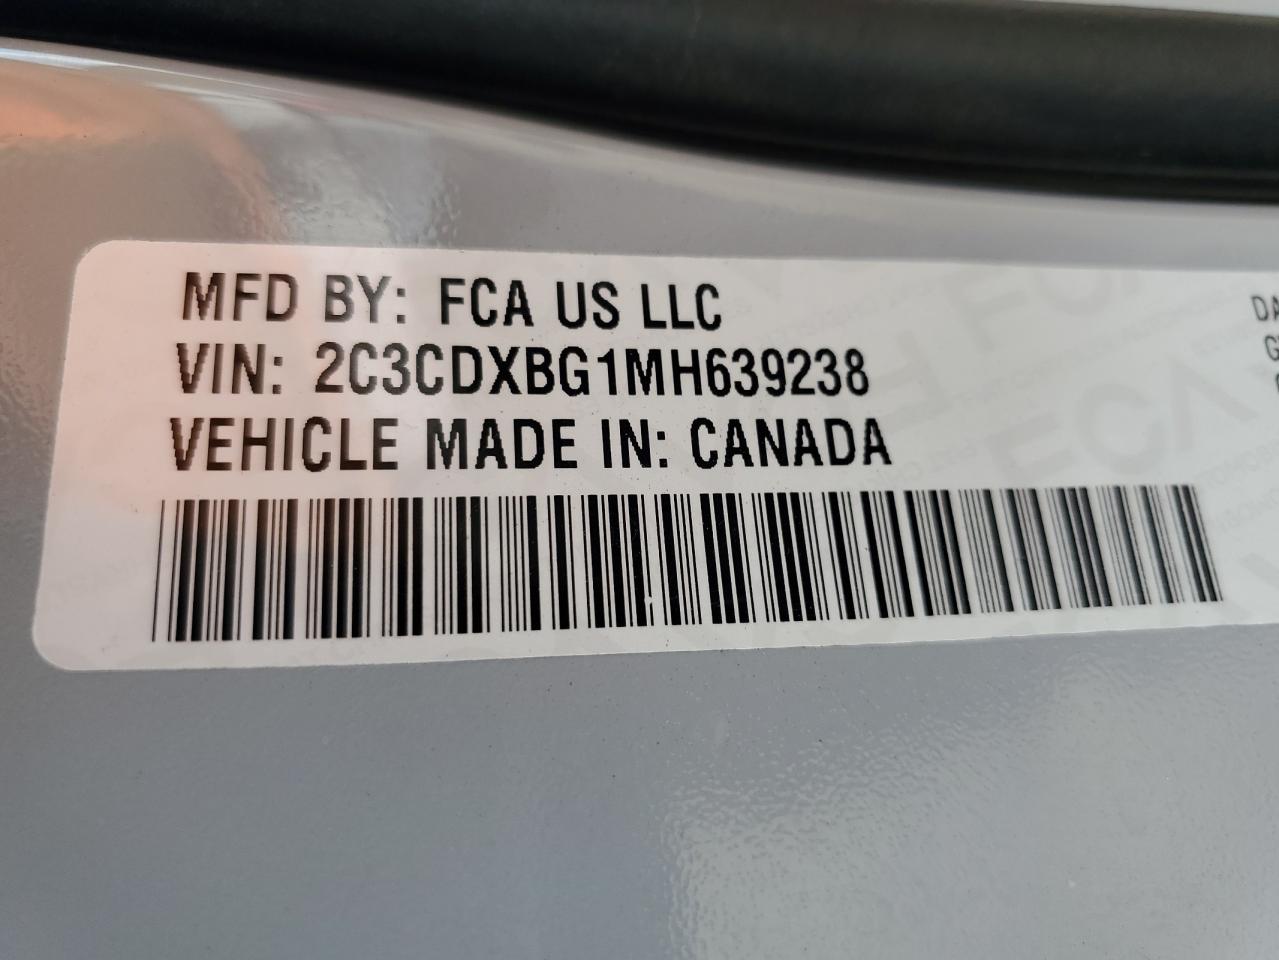 MFD BY: FCA US LLC
VIN: 2C3CDXBG1MH639238
VEHICLE MADE IN: CANADA